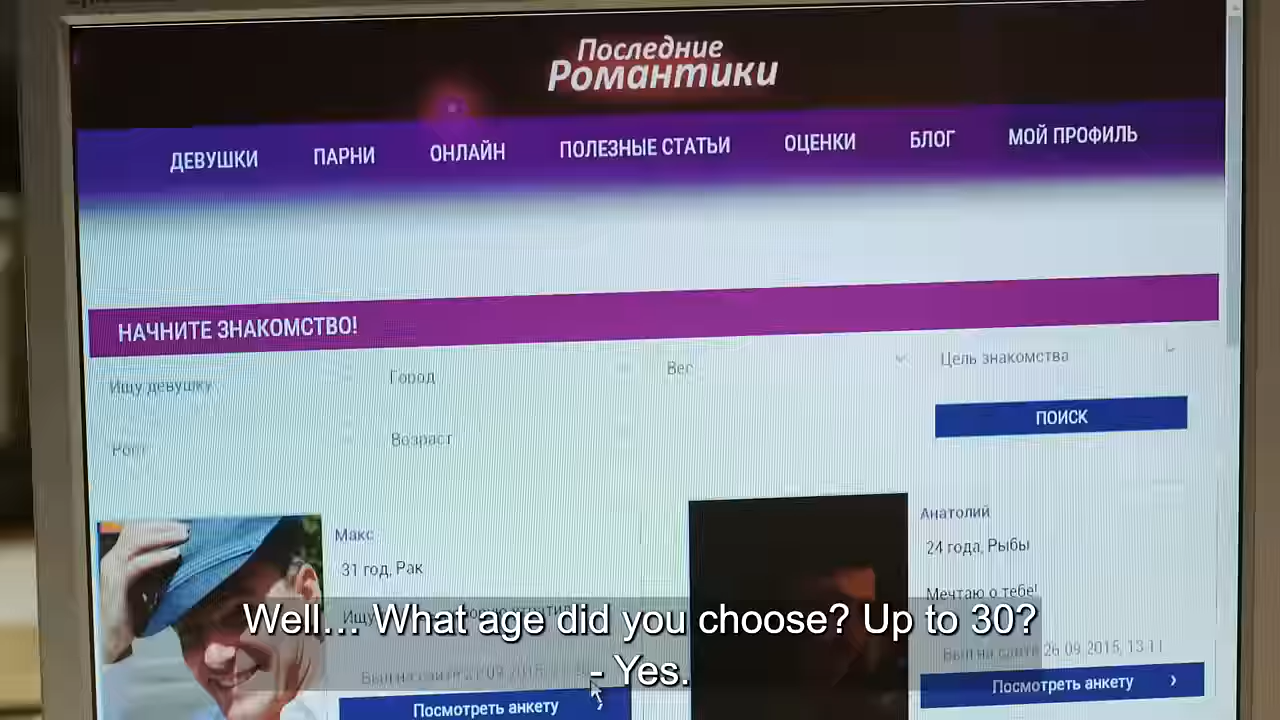 Последние
Романтики
ДЕВУШКИ ПАРНИ ОНЛАЙН ПОЛЕЗНЫЕ СТАТЬИ ОЦЕНКИ БЛОГ МОЙ ПРОФИЛЬ
НАЧНИТЕ ЗНАКОМСТВО!
Ищу девушку Город Вес Цель знакомства
Рост Возраст ПОИСК
Макс
31 год, Рак
Анатолий
24 года, Рыбы
Мечтаю о тебе!
Был на сайте 26.09.2015, 13:11
Посмотреть анкету
Посмотреть анкету
Well... What age did you choose? Up to 30?
- Yes.